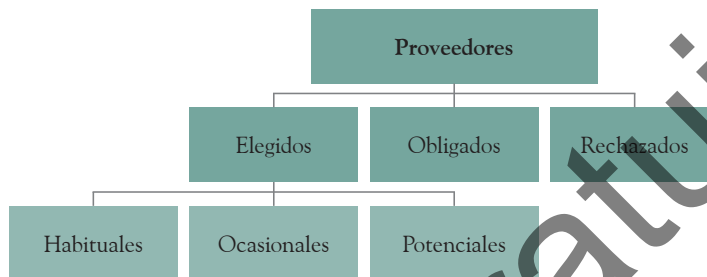 Proveedores
Elegidos
Obligados
Rechazados
Habituales
Ocasionales
Potenciales